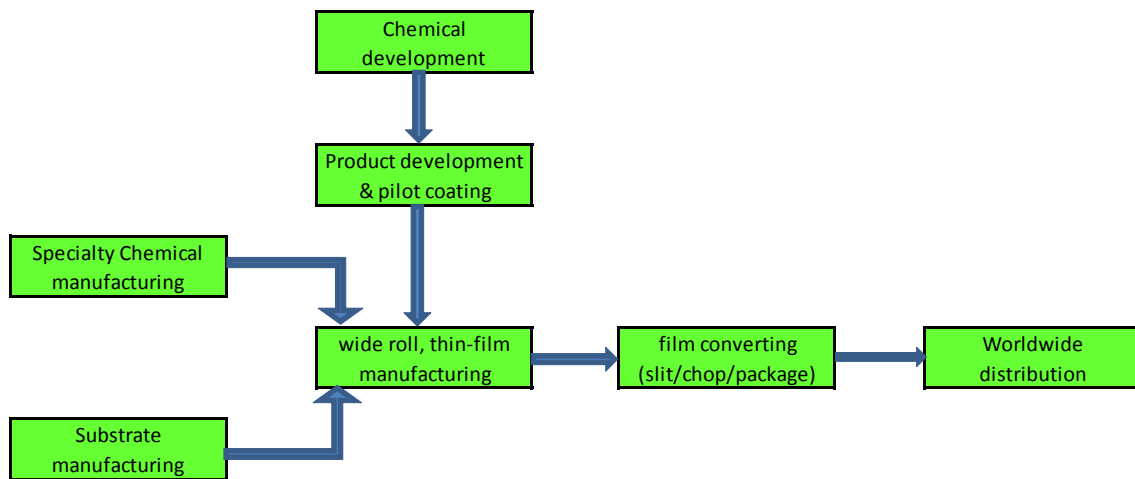 Chemical
development
Product development
& pilot coating
Specialty Chemical
manufacturing
wide roll, thin-film
manufacturing
film converting
(slit/chop/package)
Worldwide
distribution
Substrate
manufacturing